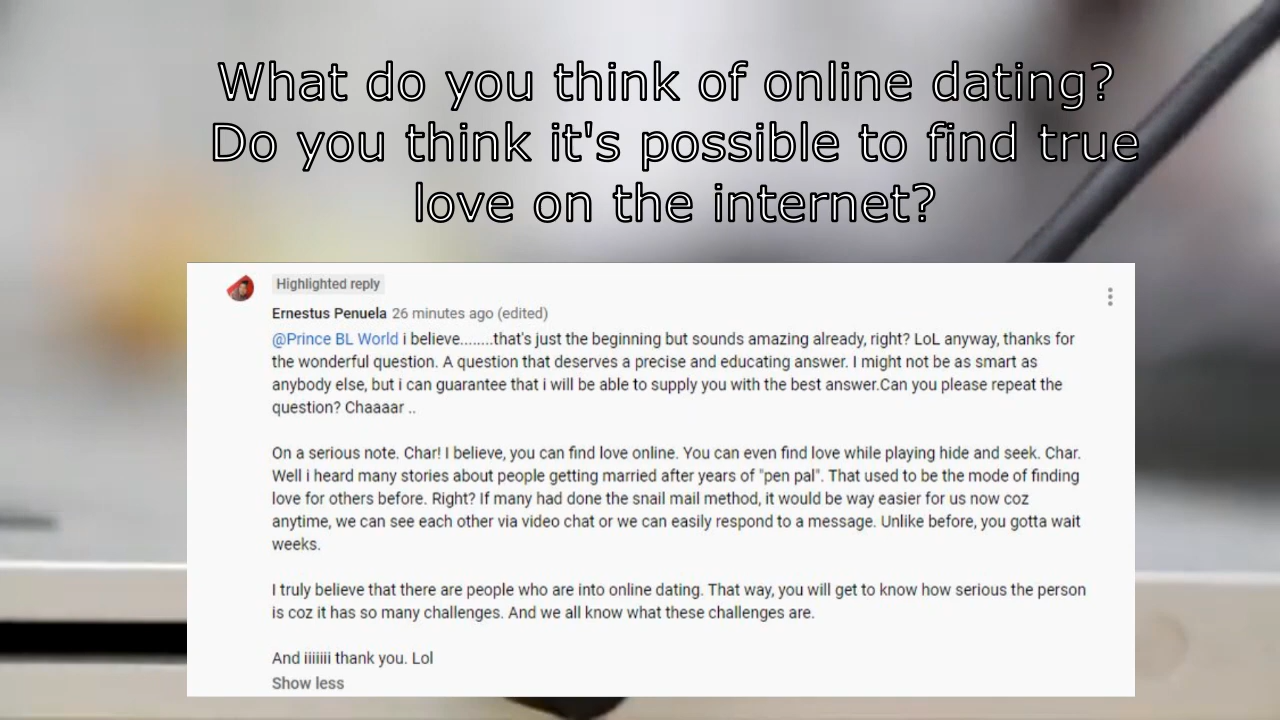 What do you think of online dating?
Do you think it's possible to find true
love on the internet?
Highlighted reply
Ernestus Penuela 26 minutes ago (edited)
@Prince BL World i believe........that's just the beginning but sounds amazing already, right? LoL anyway, thanks for
the wonderful question. A question that deserves a precise and educating answer. I might not be as smart as
anybody else, but i can guarantee that i will be able to supply you with the best answer.Can you please repeat the
question? Chaaaar ..
On a serious note. Char! I believe, you can find love online. You can even find love while playing hide and seek. Char.
Well i heard many stories about people getting married after years of "pen pal". That used to be the mode of finding
love for others before. Right? If many had done the snail mail method, it would be way easier for us now coz
anytime, we can see each other via video chat or we can easily respond to a message. Unlike before, you gotta wait
weeks.
I truly believe that there are people who are into online dating. That way, you will get to know how serious the person
is coz it has so many challenges. And we all know what these challenges are.
And iiiiiii thank you. Lol
Show less